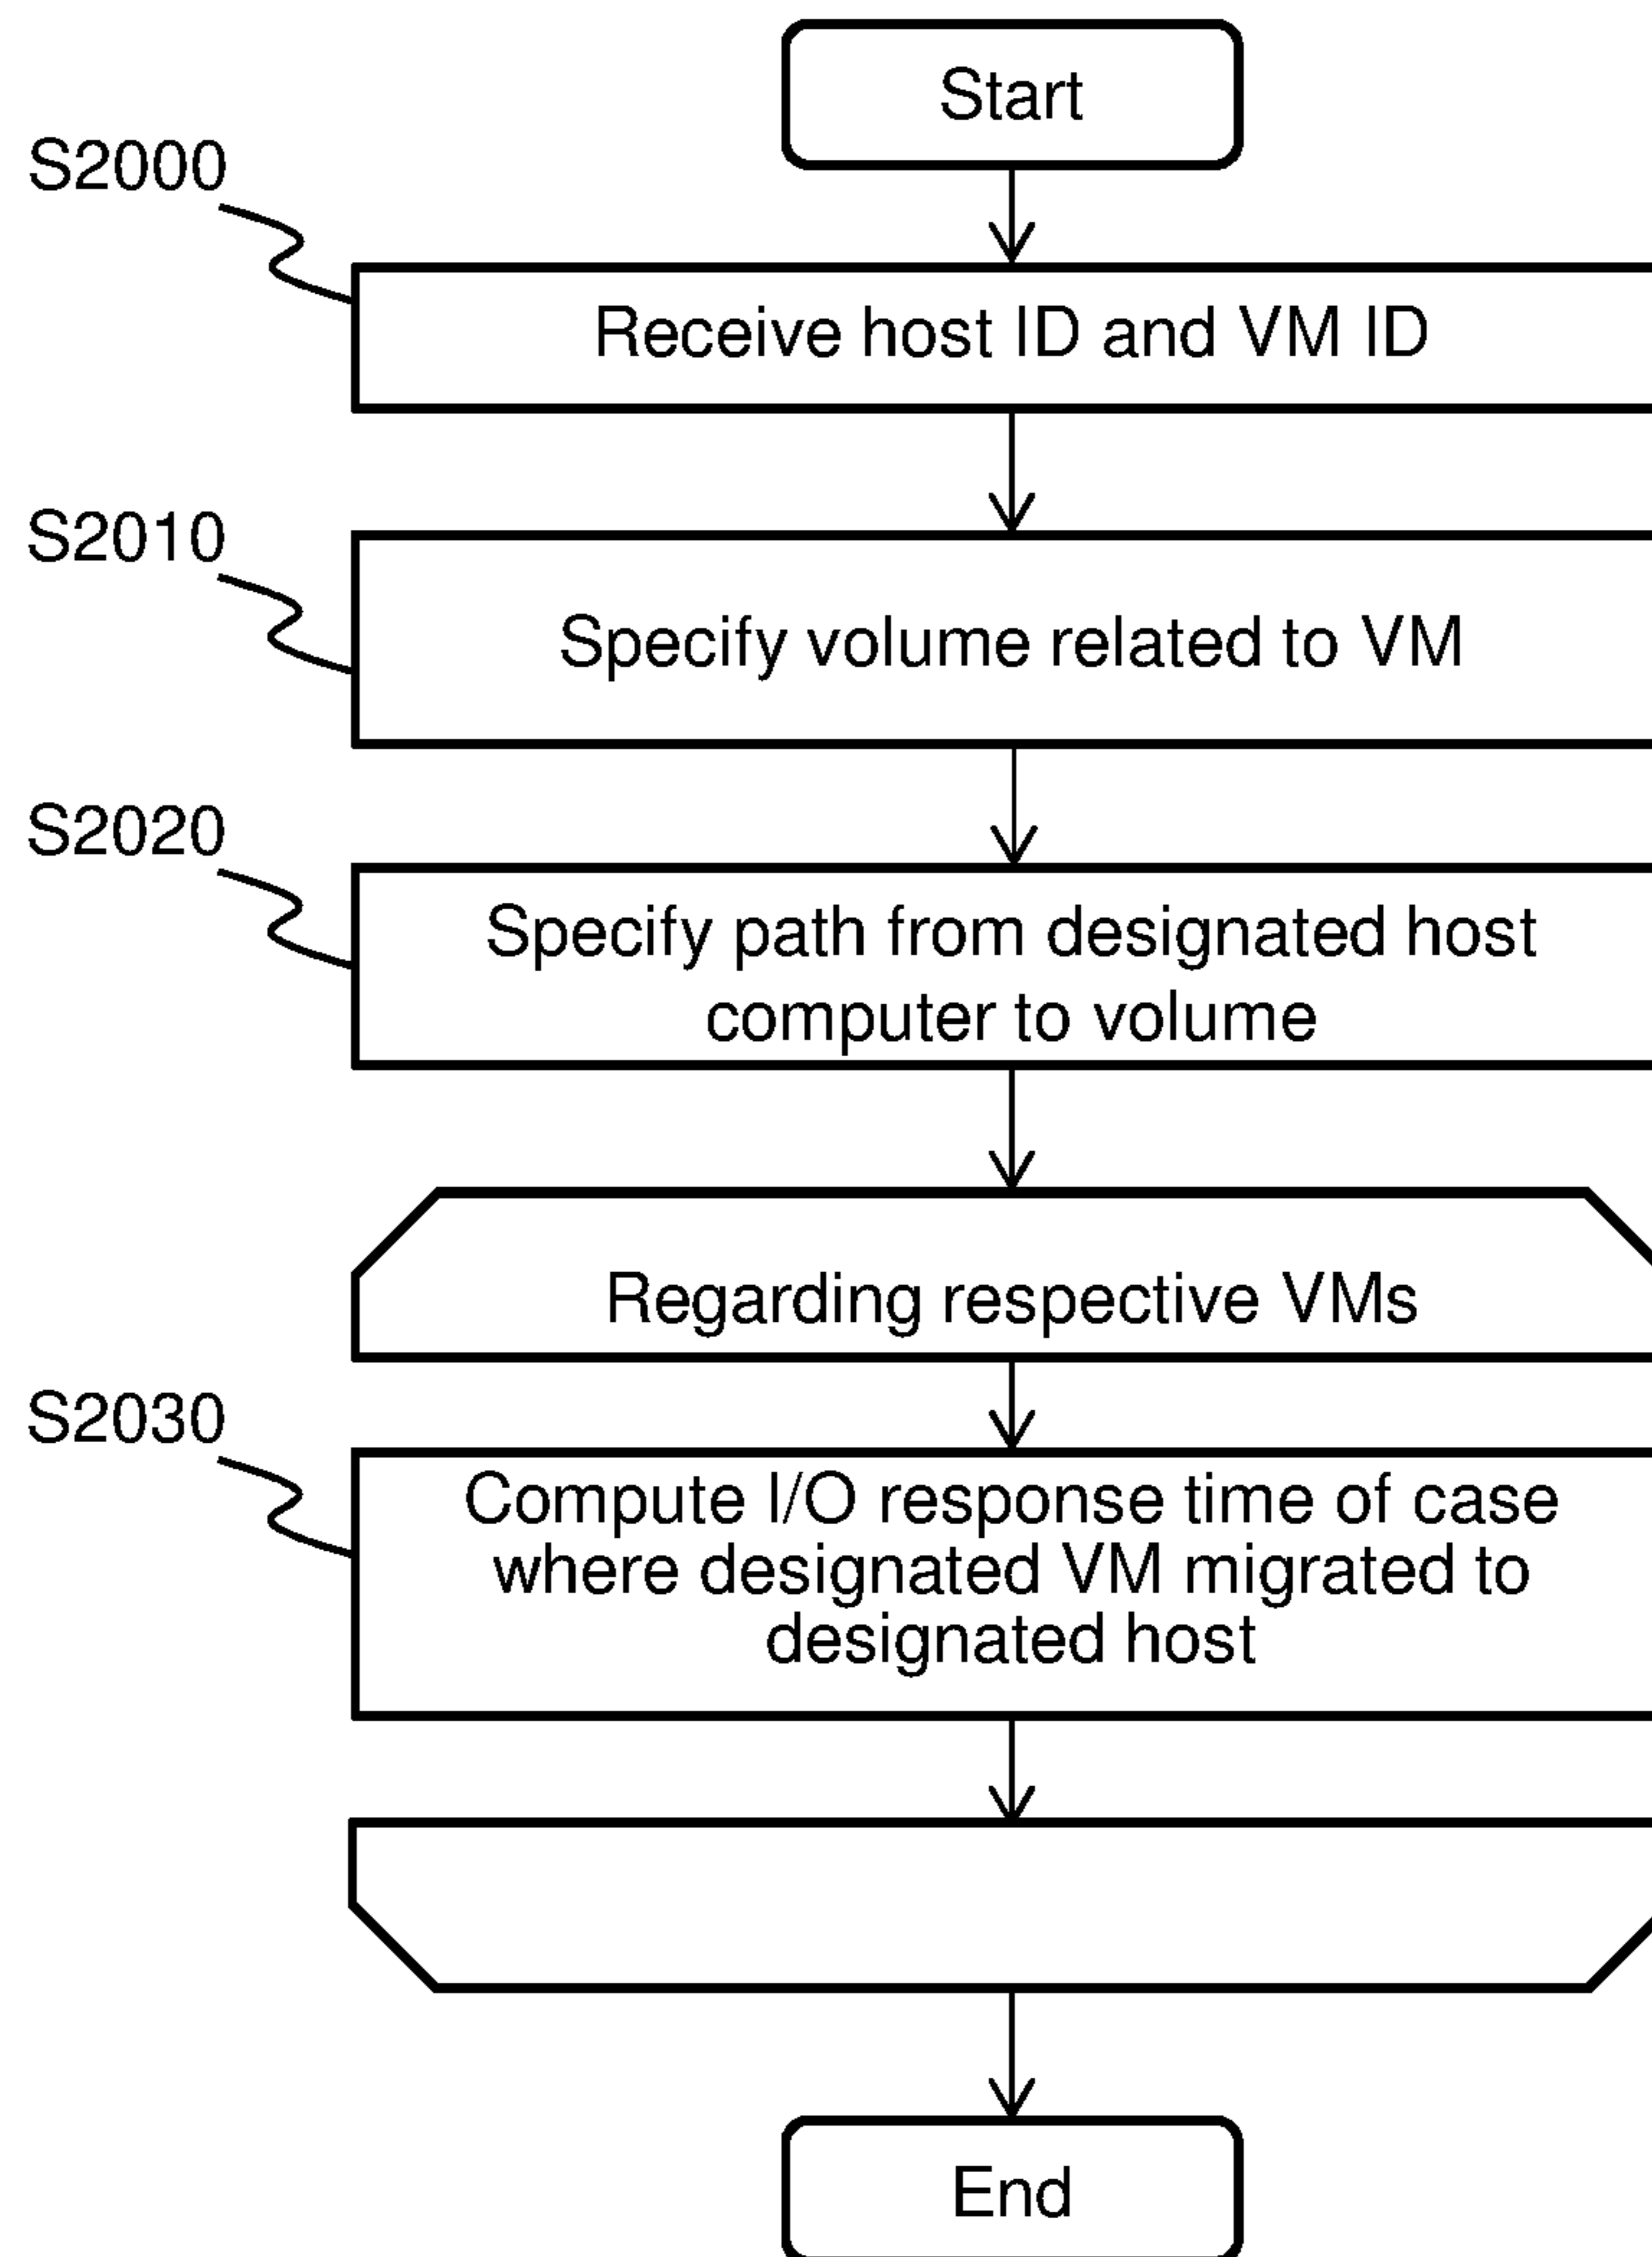 Start
S2000
Receive host ID and VM ID
S2010
Specify volume related to VM
S2020
Specify path from designated host
computer to volume
Regarding respective VMs
S2030
Compute I/O response time of case
where designated VM migrated to
designated host
End